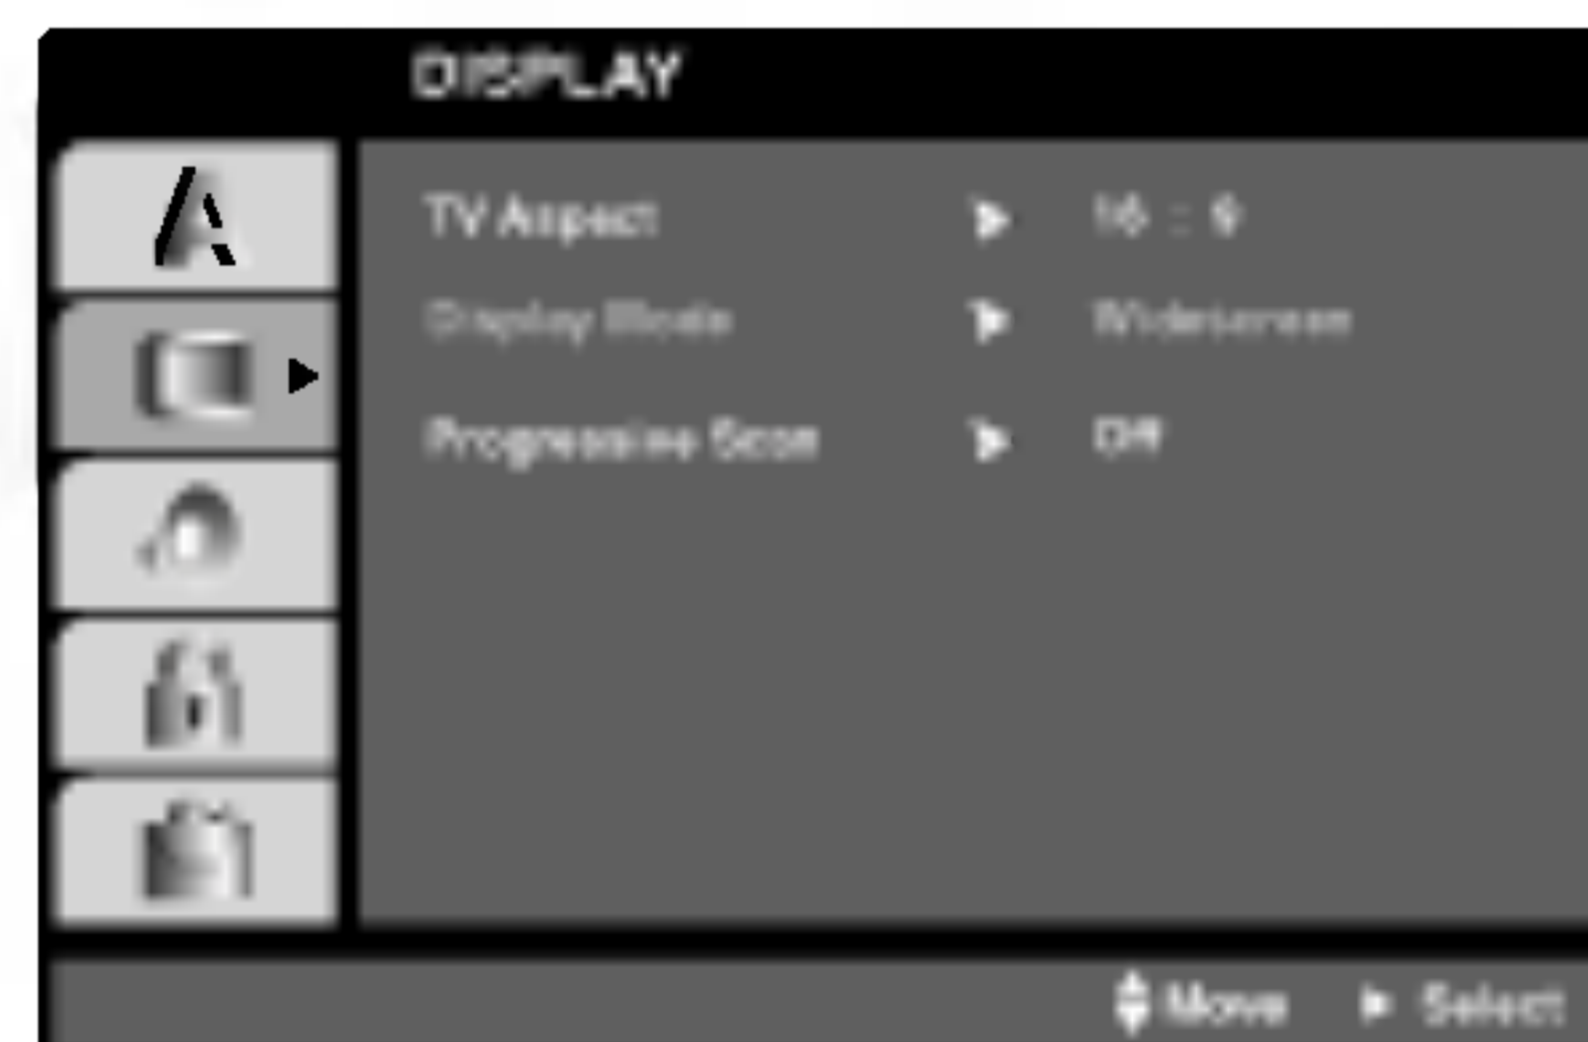 DISPLAY
TV Aspect ▶ 16 : 9
Display Mode ▶ Widescreen
Progressive Scan ▶ Off
Move ▶ Select